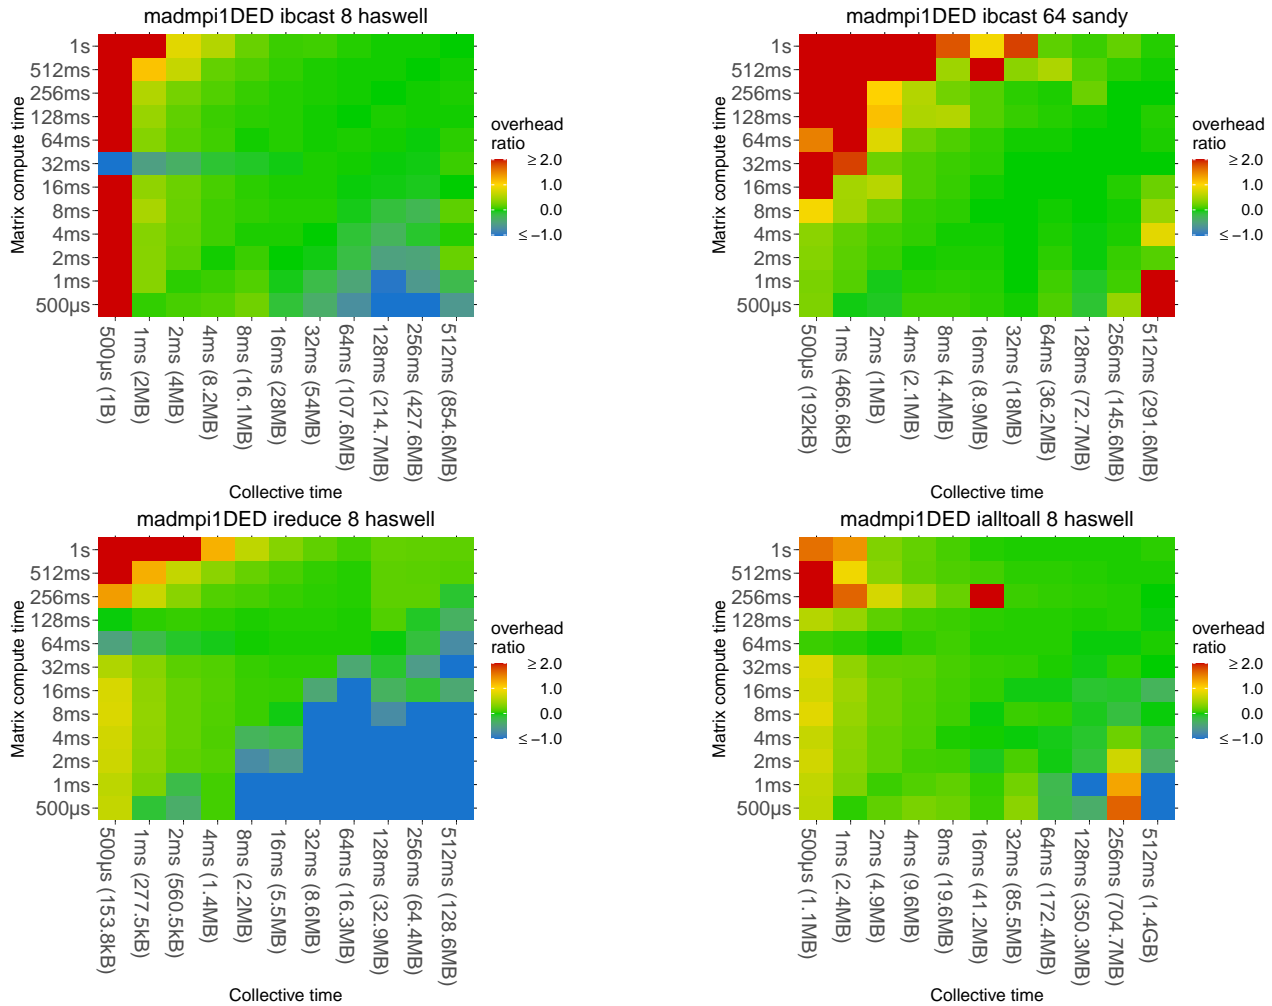 madmpi1DED ibcast 8 haswell
Matrix compute time
1s
512ms
256ms
128ms
64ms
32ms
16ms
8ms
4ms
2ms
1ms
500µs
500µs (1B)
1ms (2MB)
2ms (4MB)
4ms (8.2MB)
8ms (16.1MB)
16ms (28MB)
32ms (54MB)
64ms (107.6MB)
128ms (214.7MB)
256ms (427.6MB)
512ms (854.6MB)
Collective time
overhead
ratio
≥ 2.0
1.0
0.0
≤ −1.0
madmpi1DED ibcast 64 sandy
Matrix compute time
1s
512ms
256ms
128ms
64ms
32ms
16ms
8ms
4ms
2ms
1ms
500µs
500µs (192kB)
1ms (466.6kB)
2ms (1MB)
4ms (2.1MB)
8ms (4.4MB)
16ms (8.9MB)
32ms (18MB)
64ms (36.2MB)
128ms (72.7MB)
256ms (145.6MB)
512ms (291.6MB)
Collective time
overhead
ratio
≥ 2.0
1.0
0.0
≤ −1.0
madmpi1DED ireduce 8 haswell
Matrix compute time
1s
512ms
256ms
128ms
64ms
32ms
16ms
8ms
4ms
2ms
1ms
500µs
500µs (153.8kB)
1ms (277.5kB)
2ms (560.5kB)
4ms (1.4MB)
8ms (2.2MB)
16ms (5.5MB)
32ms (8.6MB)
64ms (16.3MB)
128ms (32.9MB)
256ms (64.4MB)
512ms (128.6MB)
Collective time
overhead
ratio
≥ 2.0
1.0
0.0
≤ −1.0
madmpi1DED ialltoall 8 haswell
Matrix compute time
1s
512ms
256ms
128ms
64ms
32ms
16ms
8ms
4ms
2ms
1ms
500µs
500µs (1.1MB)
1ms (2.4MB)
2ms (4.9MB)
4ms (9.6MB)
8ms (19.6MB)
16ms (41.2MB)
32ms (85.5MB)
64ms (172.4MB)
128ms (350.3MB)
256ms (704.7MB)
512ms (1.4GB)
Collective time
overhead
ratio
≥ 2.0
1.0
0.0
≤ −1.0